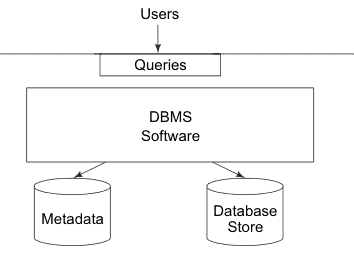 Users
Queries
DBMS
Software
Metadata
Database
Store